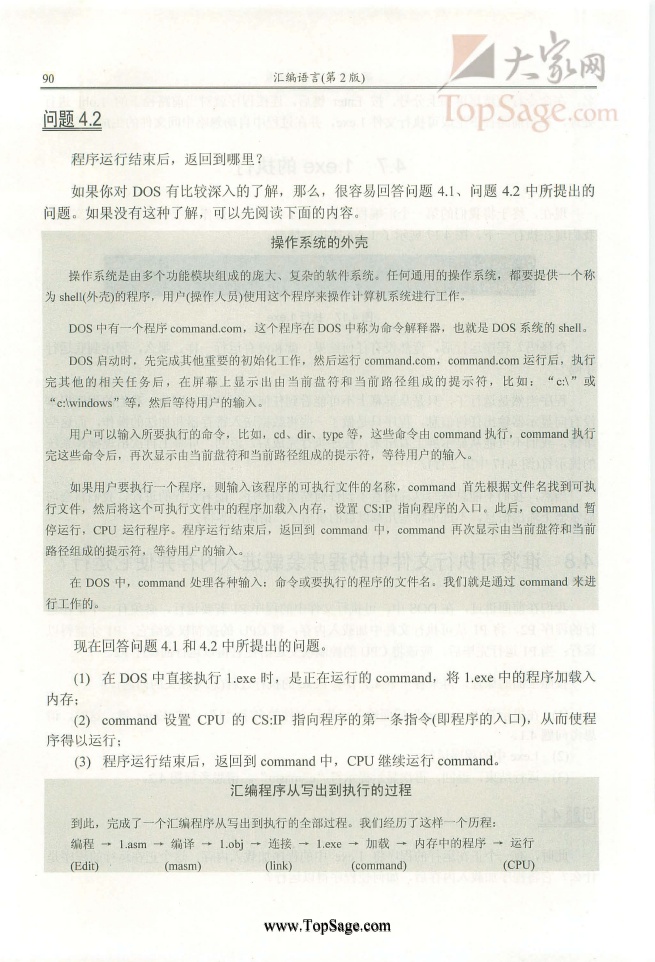 大家网
90
汇编语言(第 2 版)
TopSage.com
问题 4.2
程序运行结束后，返回到哪里？
如果你对 DOS 有比较深入的了解，那么，很容易回答问题 4.1、问题 4.2 中所提出的
问题。如果没有这种了解，可以先阅读下面的内容。
操作系统的外壳
操作系统是由多个功能模块组成的庞大、复杂的软件系统。任何通用的操作系统，都要提供一个称
为 shell(外壳)的程序，用户(操作人员)使用这个程序来操作计算机系统进行工作。
DOS 中有一个程序 command.com，这个程序在 DOS 中称为命令解释器，也就是 DOS 系统的 shell。
DOS 启动时，先完成其他重要的初始化工作，然后运行 command.com，command.com 运行后，执行
完其他的相关任务后，在屏幕上显示出由当前盘符和当前路径组成的提示符，比如：“c:\”或
“c:\windows”等，然后等待用户的输入。
用户可以输入所要执行的命令，比如，cd、dir、type 等，这些命令由 command 执行，command 执行
完这些命令后，再次显示由当前盘符和当前路径组成的提示符，等待用户的输入。
如果用户要执行一个程序，则输入该程序的可执行文件的名称，command 首先根据文件名找到可执
行文件，然后将这个可执行文件中的程序加载入内存，设置 CS:IP 指向程序的入口。此后，command 暂
停运行，CPU 运行程序。程序运行结束后，返回到 command 中，command 再次显示由当前盘符和当前
路径组成的提示符，等待用户的输入。
在 DOS 中，command 处理各种输入：命令或要执行的程序的文件名。我们就是通过 command 来进
行工作的。
现在回答问题 4.1 和 4.2 中所提出的问题。
(1) 在 DOS 中直接执行 1.exe 时，是正在运行的 command，将 1.exe 中的程序加载入
内存；
(2) command 设置 CPU 的 CS:IP 指向程序的第一条指令(即程序的入口)，从而使程
序得以运行；
(3) 程序运行结束后，返回到 command 中，CPU 继续运行 command。
汇编程序从写出到执行的过程
到此，完成了一个汇编程序从写出到执行的全部过程。我们经历了这样一个历程：
编程 → 1.asm → 编译 → 1.obj → 连接 → 1.exe → 加载 → 内存中的程序 → 运行
(Edit) (masm) (link) (command) (CPU)
www.TopSage.com